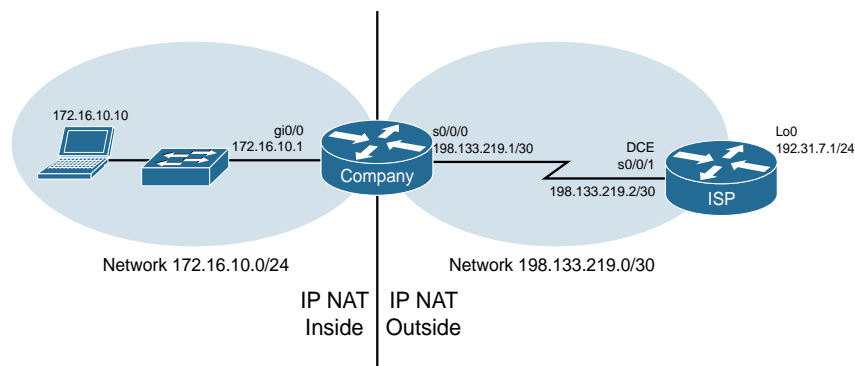 172.16.10.10
gi0/0
172.16.10.1
Company
s0/0/0
198.133.219.1/30
DCE
s0/0/1
198.133.219.2/30
Lo0
192.31.7.1/24
ISP
Network 172.16.10.0/24
Network 198.133.219.0/30
IP NAT
Inside
IP NAT
Outside